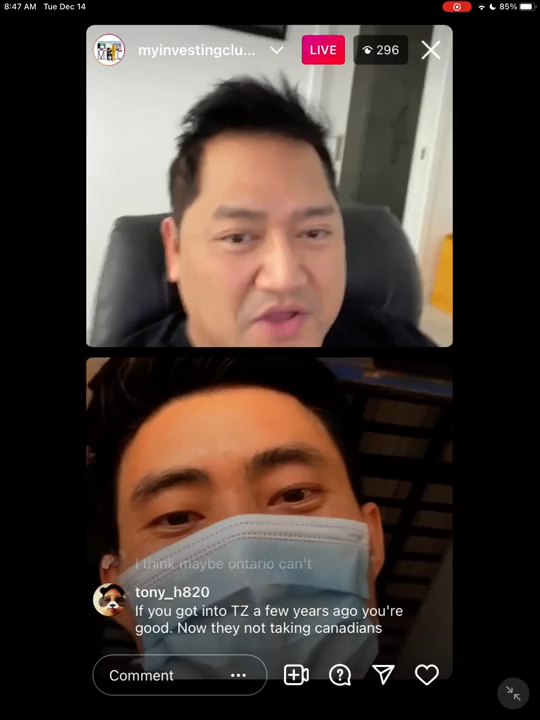 8:47 AM Tue Dec 14
85%
myinvestingclu...
LIVE
296
I think maybe ontario can't
tony_h820
If you got into TZ a few years ago you're
good. Now they not taking canadians
Comment